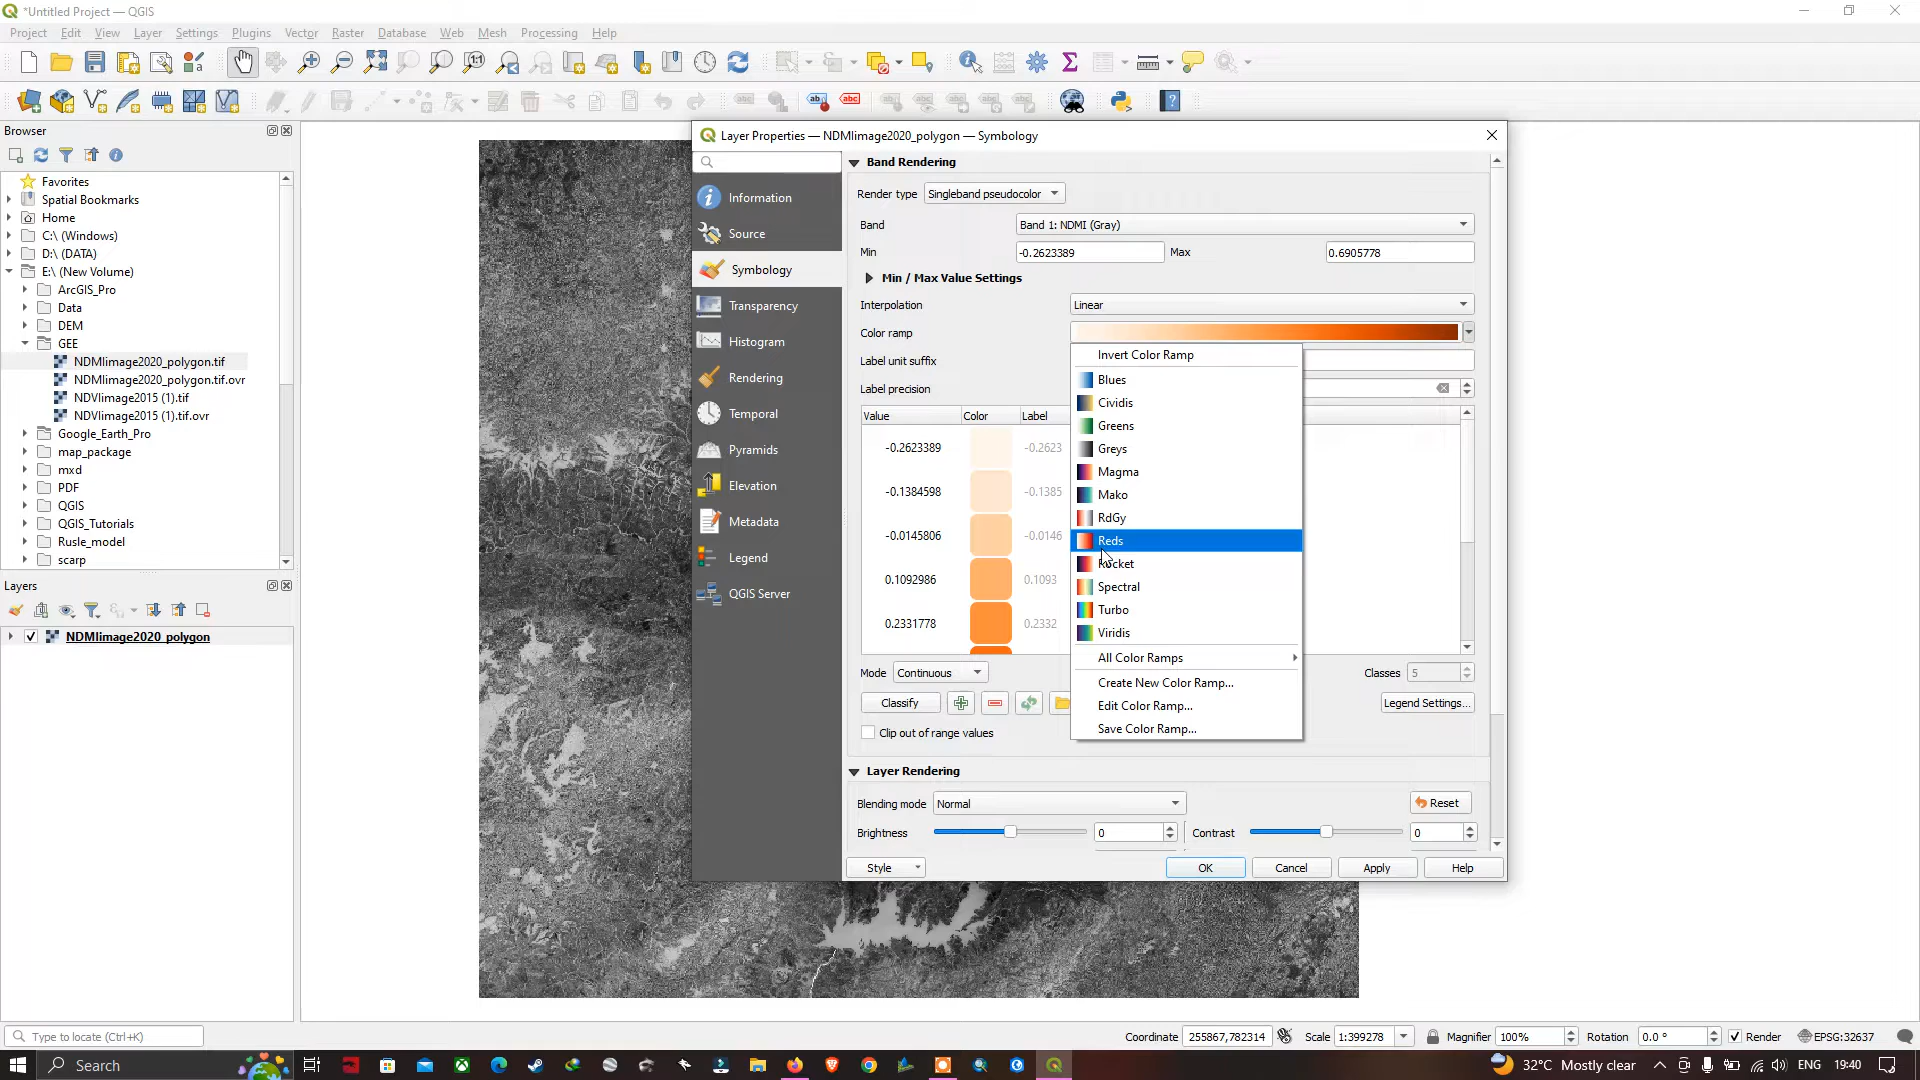 *Untitled Project — QGIS
Project Edit View Layer Settings Plugins Vector Raster Database Web Mesh Processing Help
Browser
Favorites
Spatial Bookmarks
Home
C:\ (Windows)
D:\ (DATA)
E:\ (New Volume)
ArcGIS_Pro
Data
DEM
GEE
NDMIimage2020_polygon.tif
NDMIimage2020_polygon.tif.ovr
NDVIimage2015 (1).tif
NDVIimage2015 (1).tif.ovr
Google_Earth_Pro
map_package
mxd
PDF
QGIS
QGIS_Tutorials
Rusle_model
scarp
Layers
NDMIimage2020_polygon
Layer Properties — NDMIimage2020_polygon — Symbology
Information
Source
Symbology
Transparency
Histogram
Rendering
Temporal
Pyramids
Elevation
Metadata
Legend
QGIS Server
Band Rendering
Render type Singleband pseudocolor
Band Band 1: NDMI (Gray)
Min -0.2623389 Max 0.6905778
Min / Max Value Settings
Interpolation Linear
Color ramp
Label unit suffix
Label precision
Value Color Label
-0.2623389 -0.2623
-0.1384598 -0.1385
-0.0145806 -0.0146
0.1092986 0.1093
0.2331778 0.2332
Invert Color Ramp
Blues
Cividis
Greens
Greys
Magma
Mako
RdGy
Reds
Rocket
Spectral
Turbo
Viridis
All Color Ramps
Create New Color Ramp...
Edit Color Ramp...
Save Color Ramp...
Mode Continuous Classes 5
Classify Legend Settings...
Clip out of range values
Layer Rendering
Blending mode Normal Reset
Brightness 0 Contrast 0
Style OK Cancel Apply Help
Type to locate (Ctrl+K) Coordinate 255867,782314 Scale 1:399278 Magnifier 100% Rotation 0.0 ° Render EPSG:32637
Search 32°C Mostly clear ENG 19:40